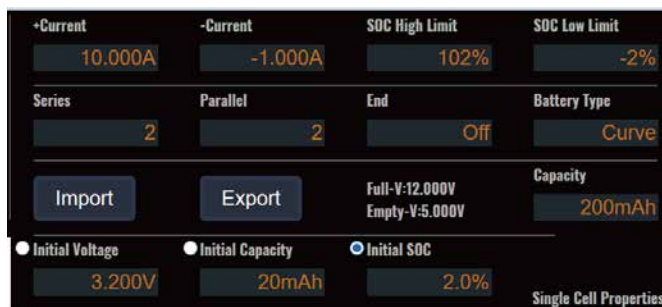 +Current -Current SOC High Limit SOC Low Limit
10.000A -1.000A 102% -2%
Series Parallel End Battery Type
2 2 Off Curve
Import Export Full-V:12.000V Capacity
Empty-V:5.000V 200mAh
Initial Voltage Initial Capacity Initial SOC
3.200V 20mAh 2.0%
Single Cell Properties